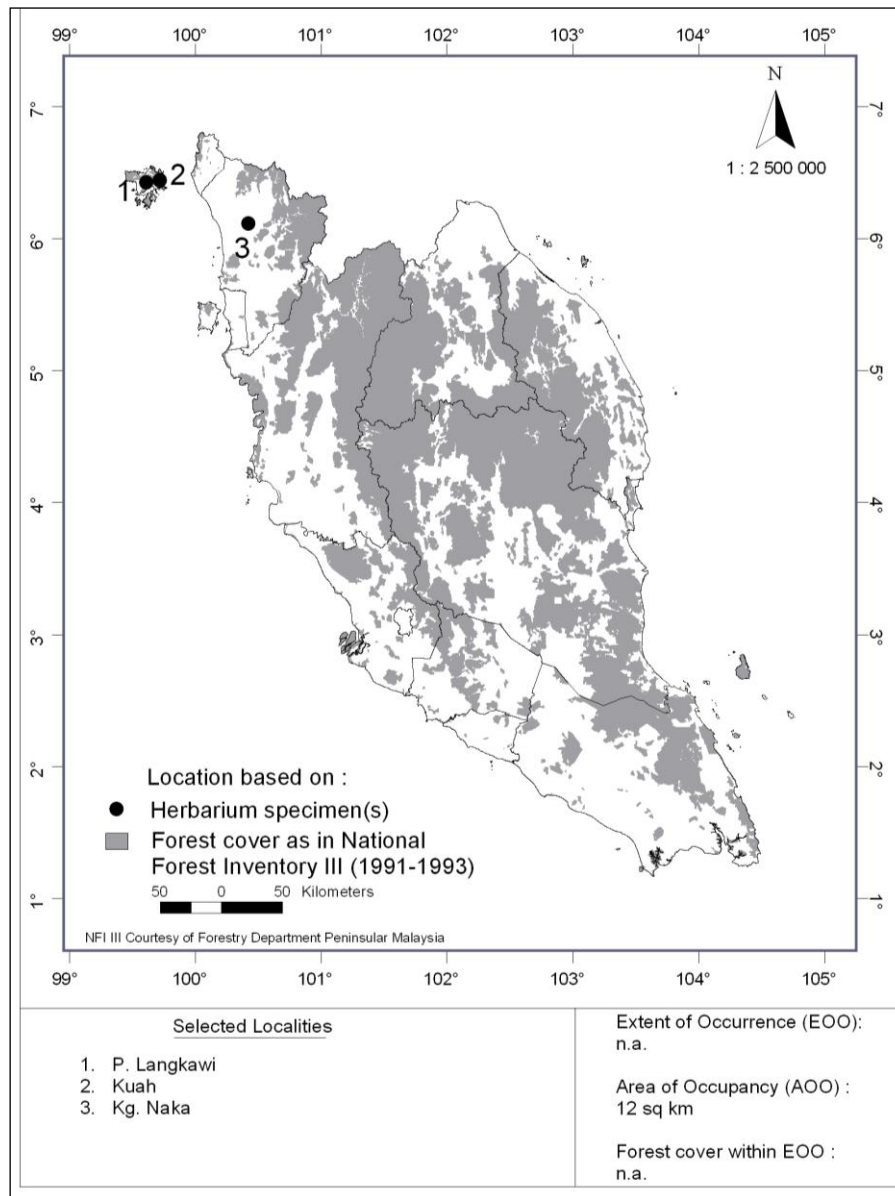 99° 100° 101° 102° 103° 104° 105°
N
7° 7°
1 : 2 500 000
1 2
3
6° 6°
5° 5°
4° 4°
3° 3°
2° 2°
1° 1°
Location based on :
Herbarium specimen(s)
Forest cover as in National
Forest Inventory III (1991-1993)
50 0 50 Kilometers
NFI III Courtesy of Forestry Department Peninsular Malaysia
99° 100° 101° 102° 103° 104° 105°
Selected Localities
1. P. Langkawi
2. Kuah
3. Kg. Naka
Extent of Occurrence (EOO):
n.a.
Area of Occupancy (AOO) :
12 sq km
Forest cover within EOO :
n.a.